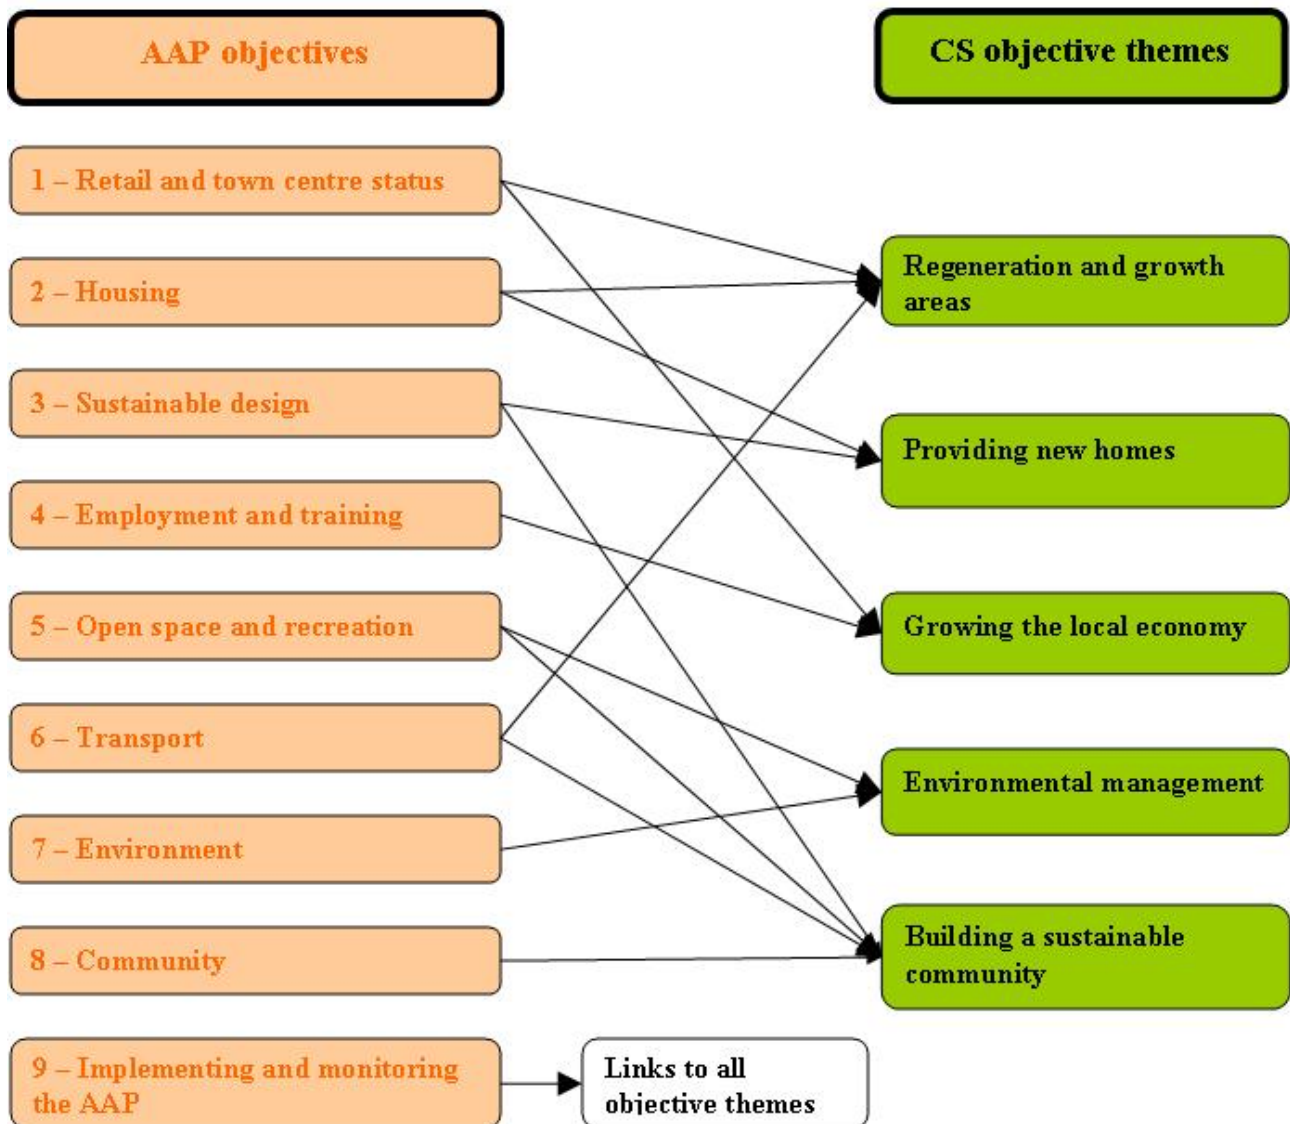 AAP objectives
CS objective themes
1 – Retail and town centre status
2 – Housing
3 – Sustainable design
4 – Employment and training
5 – Open space and recreation
6 – Transport
7 – Environment
8 – Community
9 – Implementing and monitoring
the AAP
Links to all
objective themes
Regeneration and growth
areas
Providing new homes
Growing the local economy
Environmental management
Building a sustainable
community